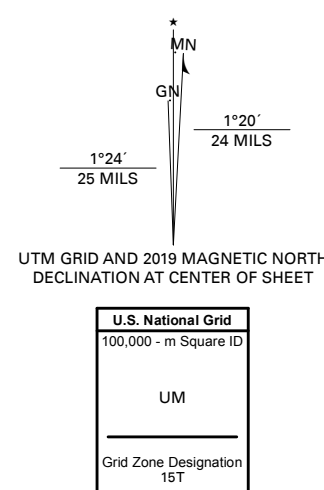 ★
MN
GN
1°20´
24 MILS
1°24´
25 MILS
UTM GRID AND 2019 MAGNETIC NORTH
DECLINATION AT CENTER OF SHEET
U.S. National Grid
100,000 - m Square ID
UM
Grid Zone Designation
15T